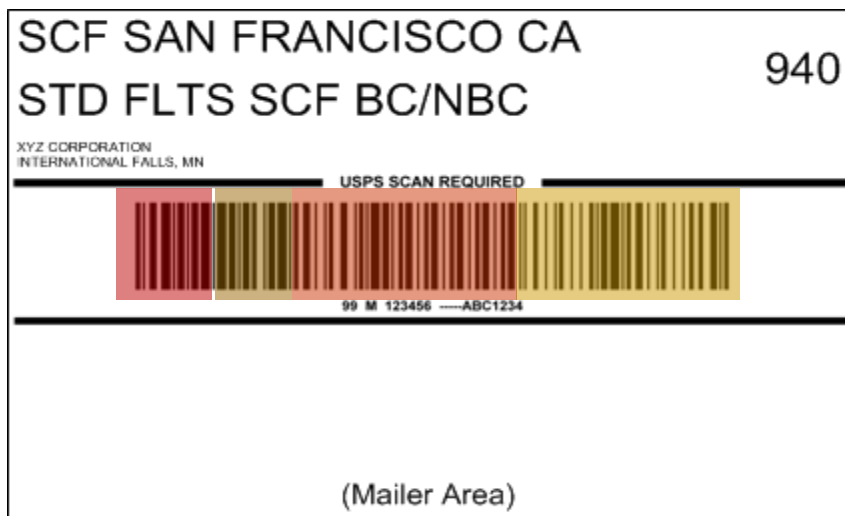 SCF SAN FRANCISCO CA
940
STD FLTS SCF BC/NBC
XYZ CORPORATION
INTERNATIONAL FALLS, MN
USPS SCAN REQUIRED
99 M 123456 -----ABC1234
(Mailer Area)